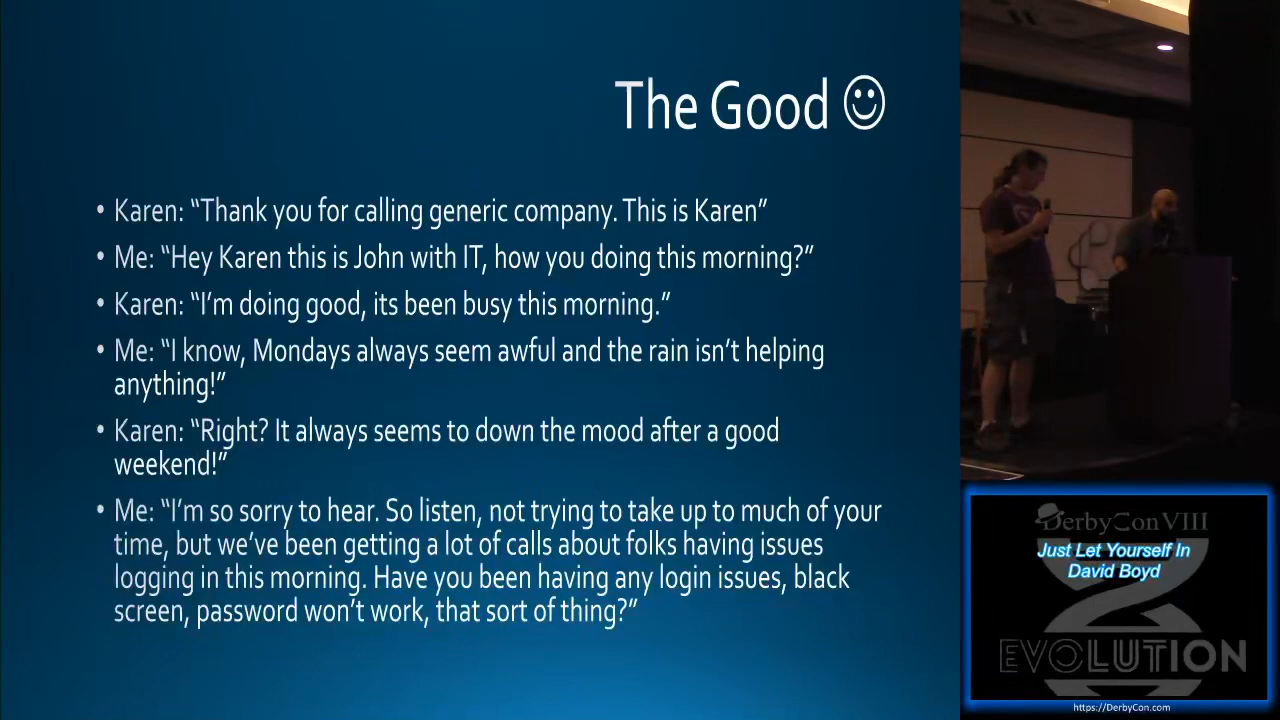 The Good ☺
• Karen: “Thank you for calling generic company. This is Karen”
• Me: “Hey Karen this is John with IT, how you doing this morning?”
• Karen: “I’m doing good, its been busy this morning.”
• Me: “I know, Mondays always seem awful and the rain isn’t helping
anything!”
• Karen: “Right? It always seems to down the mood after a good
weekend!”
• Me: “I’m so sorry to hear. So listen, not trying to take up to much of your
time, but we’ve been getting a lot of calls about folks having issues
logging in this morning. Have you been having any login issues, black
screen, password won’t work, that sort of thing?”
DerbyCon VIII
Just Let Yourself In
David Boyd
EVOLUTION
https://DerbyCon.com